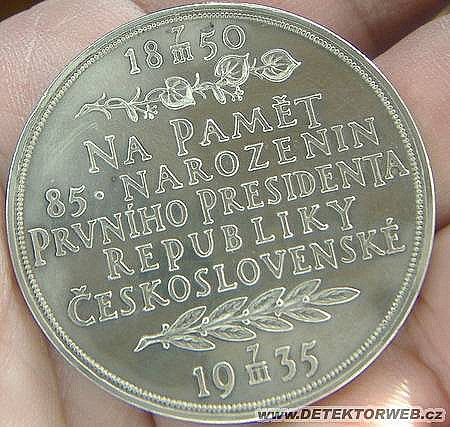 18 7/III 50
NA PAMĚT
85. NAROZENIN
PRVNÍHO PRESIDENTA
REPUBLIKY
ČESKOSLOVENSKÉ
19 7/III 35
www.DETEKTORWEB.cz